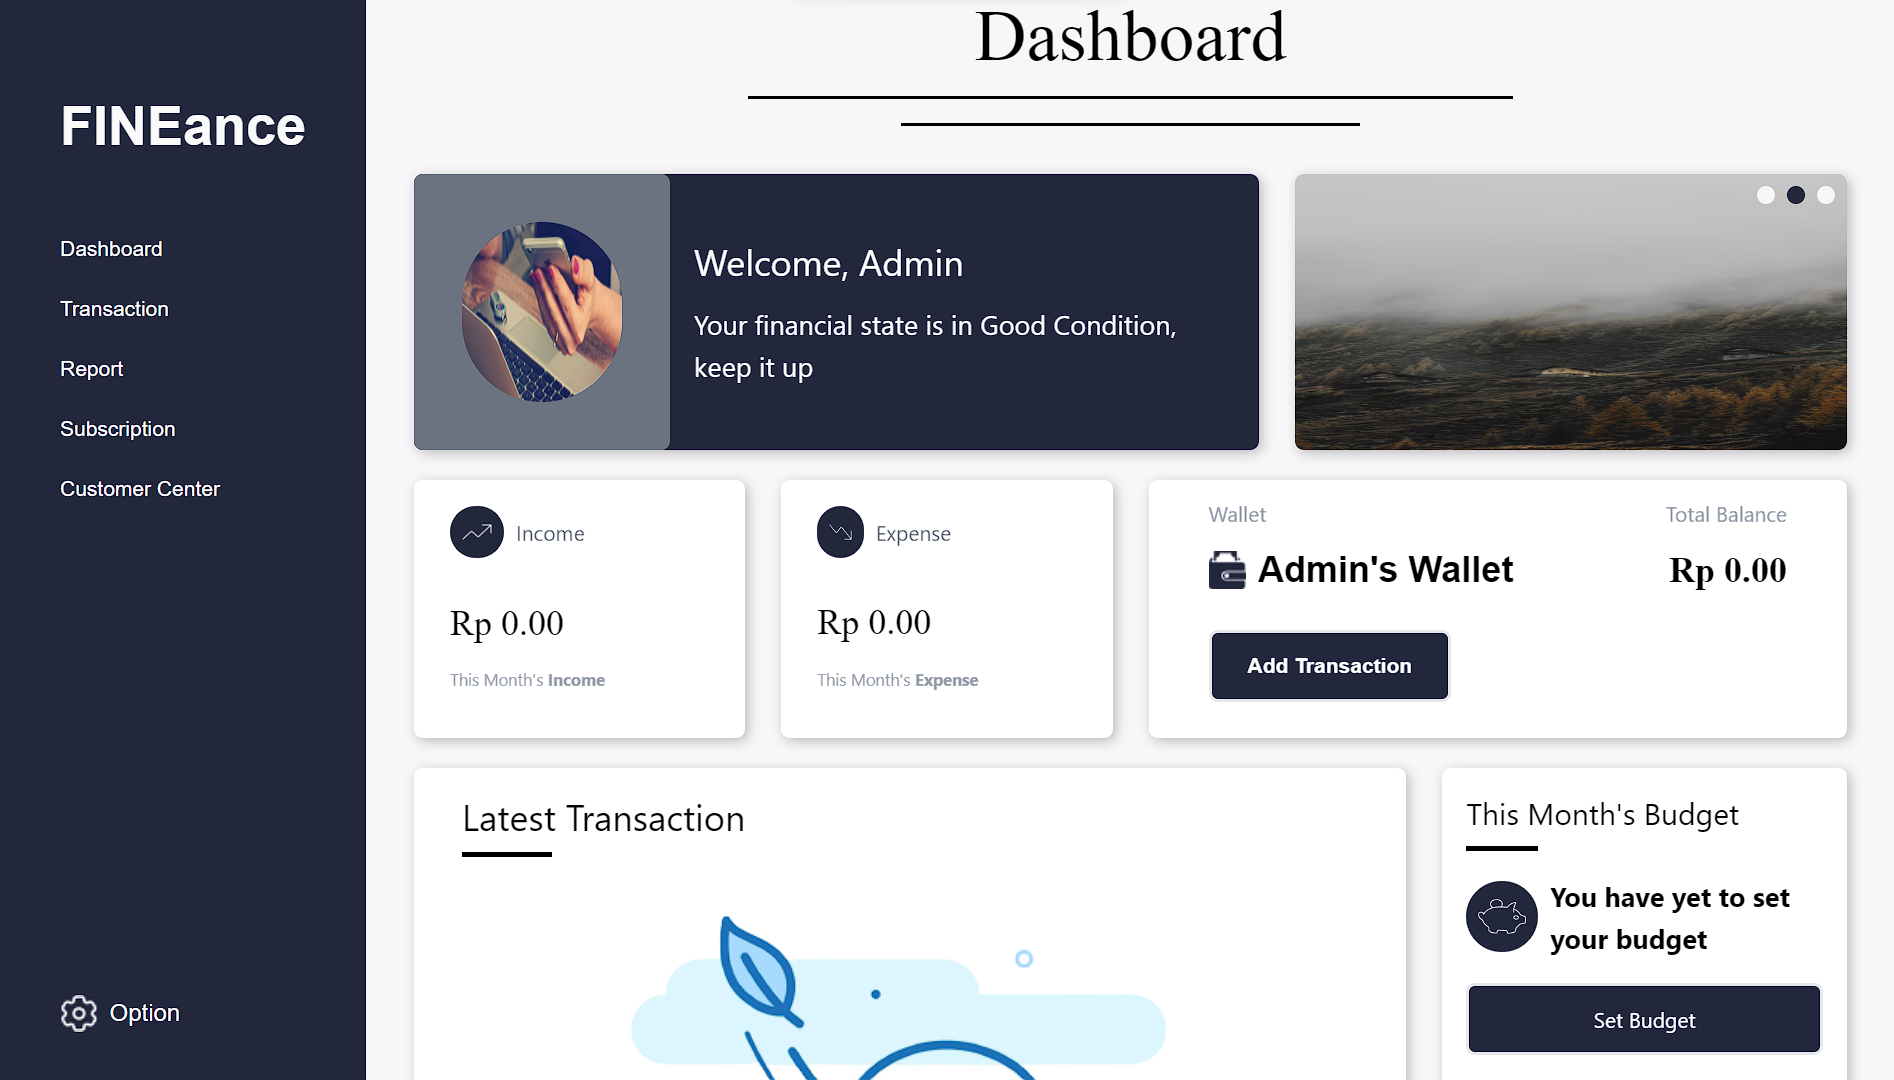 Dashboard
FINEance
Dashboard
Transaction
Report
Subscription
Customer Center
Option
Welcome, Admin
Your financial state is in Good Condition,
keep it up
Income
Rp 0.00
This Month's Income
Expense
Rp 0.00
This Month's Expense
Wallet
Total Balance
Admin's Wallet
Rp 0.00
Add Transaction
Latest Transaction
This Month's Budget
You have yet to set
your budget
Set Budget